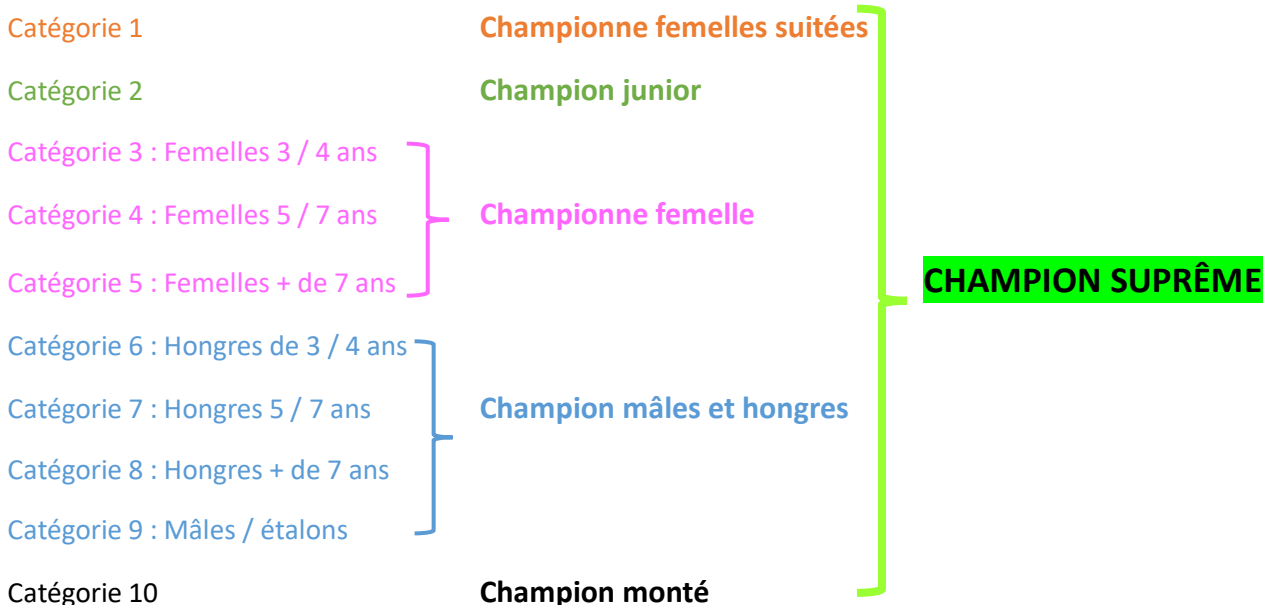 Catégorie 1 Championne femelles suitées
Catégorie 2 Champion junior
Catégorie 3 : Femelles 3 / 4 ans
Catégorie 4 : Femelles 5 / 7 ans Championne femelle
Catégorie 5 : Femelles + de 7 ans
CHAMPION SUPRÊME
Catégorie 6 : Hongres de 3 / 4 ans
Catégorie 7 : Hongres 5 / 7 ans Champion mâles et hongres
Catégorie 8 : Hongres + de 7 ans
Catégorie 9 : Mâles / étalons
Catégorie 10 Champion monté